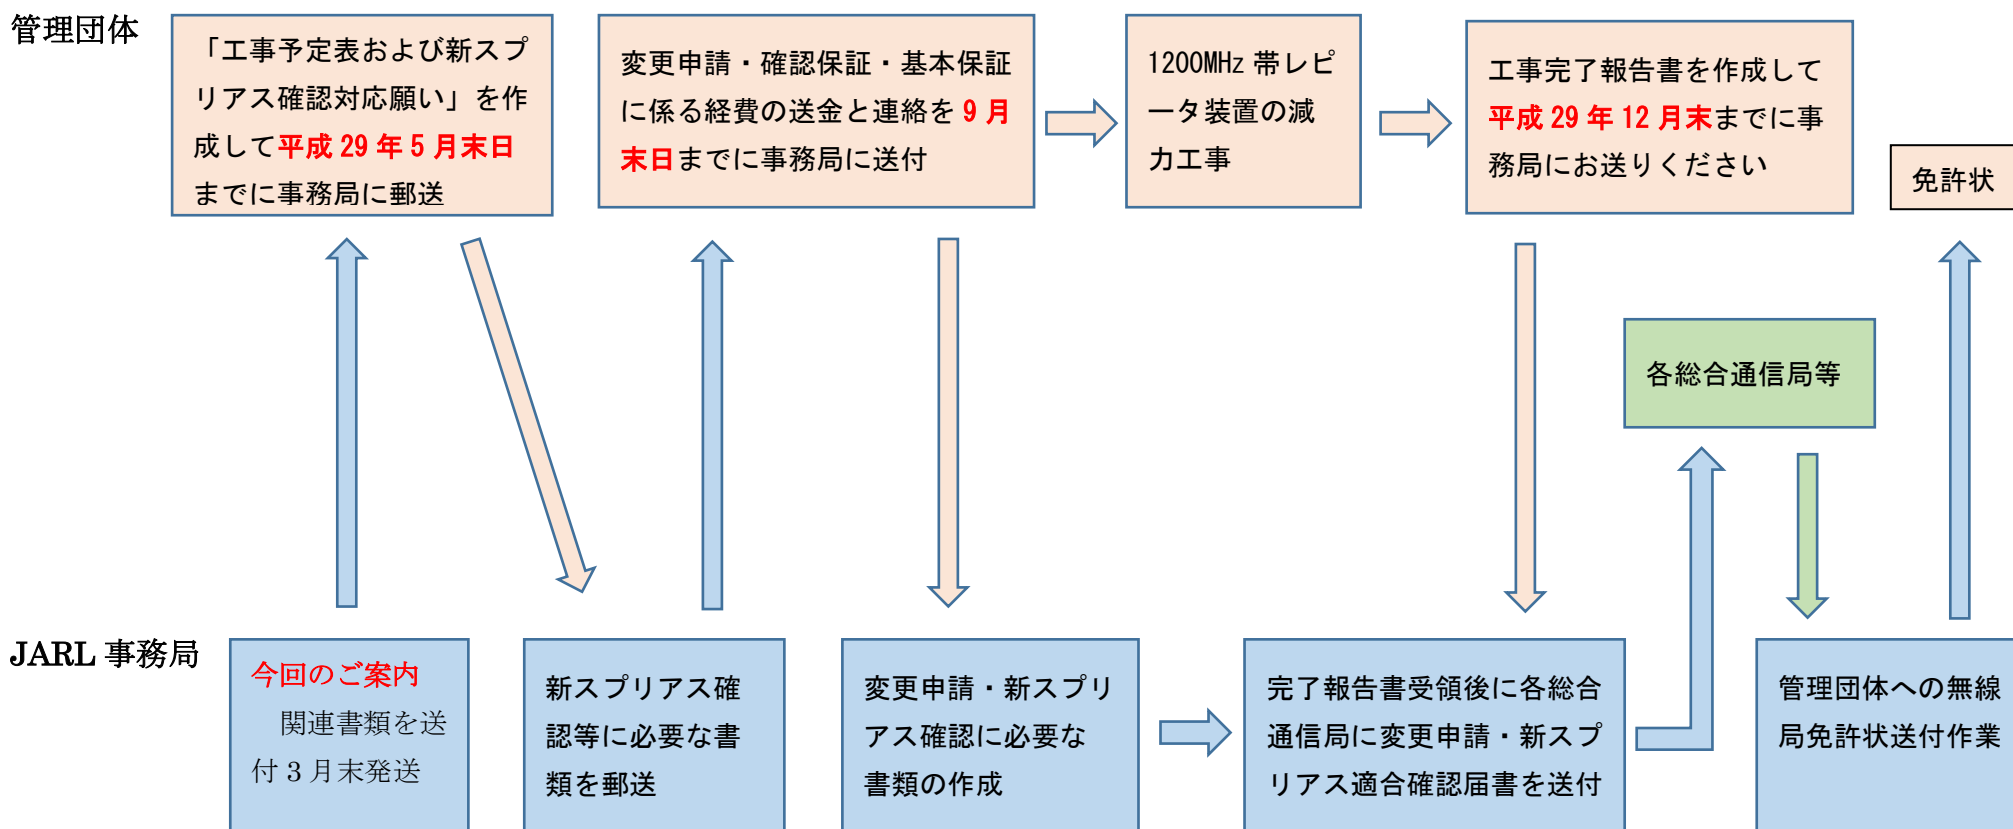 管理団体
「工事予定表および新スプ
リアス確認対応願い」を作
成して平成 29 年 5 月末日
までに事務局に郵送
変更申請・確認保証・基本保証
に係る経費の送金と連絡を 9 月
末日までに事務局に送付
1200MHz 帯レピ
ータ装置の減
力工事
工事完了報告書を作成して
平成 29 年 12 月末までに事
務局にお送りください
免許状
各総合通信局等
JARL 事務局
今回のご案内
関連書類を送
付 3 月末発送
新スプリアス確
認等に必要な書
類を郵送
変更申請・新スプリ
アス確認に必要な
書類の作成
完了報告書受領後に各総合
通信局に変更申請・新スプ
リアス適合確認届書を送付
管理団体への無線
局免許状送付作業